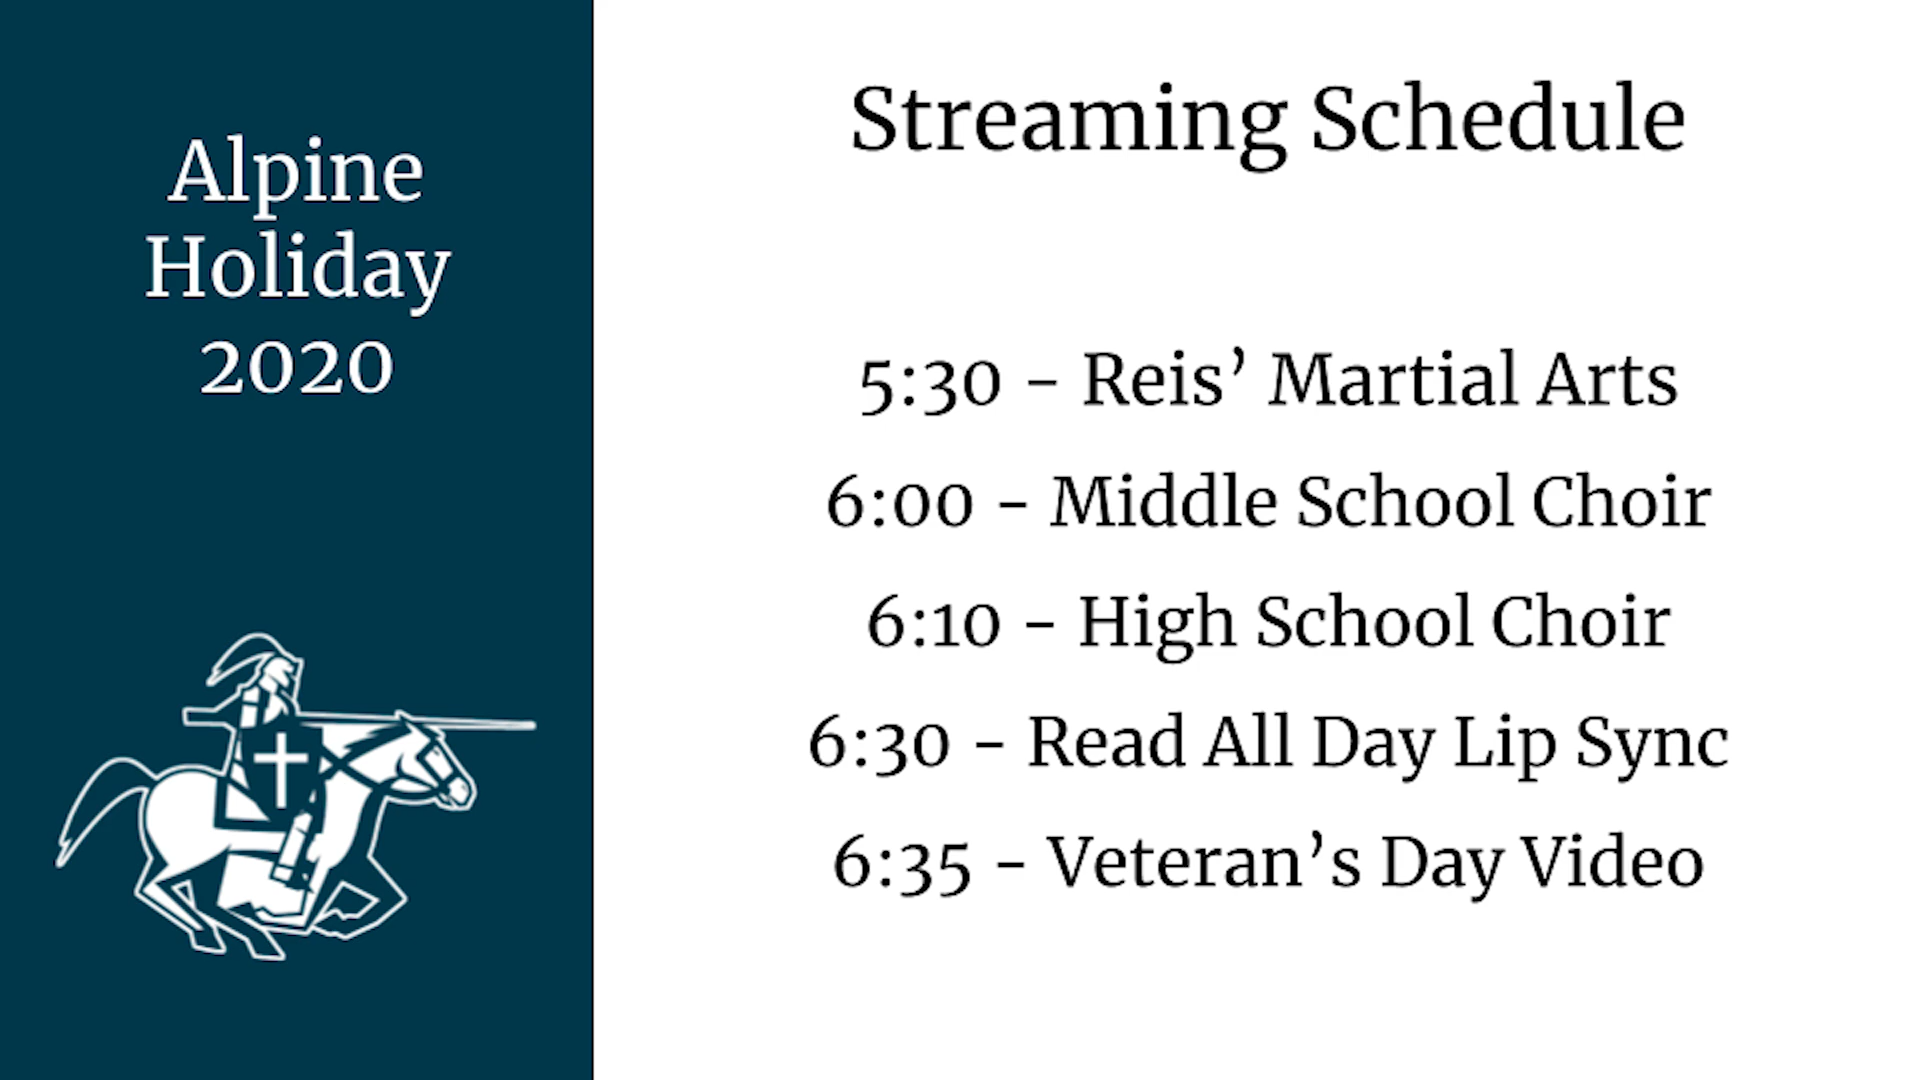 Alpine
Holiday
2020
Streaming Schedule
5:30 - Reis’ Martial Arts
6:00 - Middle School Choir
6:10 - High School Choir
6:30 - Read All Day Lip Sync
6:35 - Veteran’s Day Video